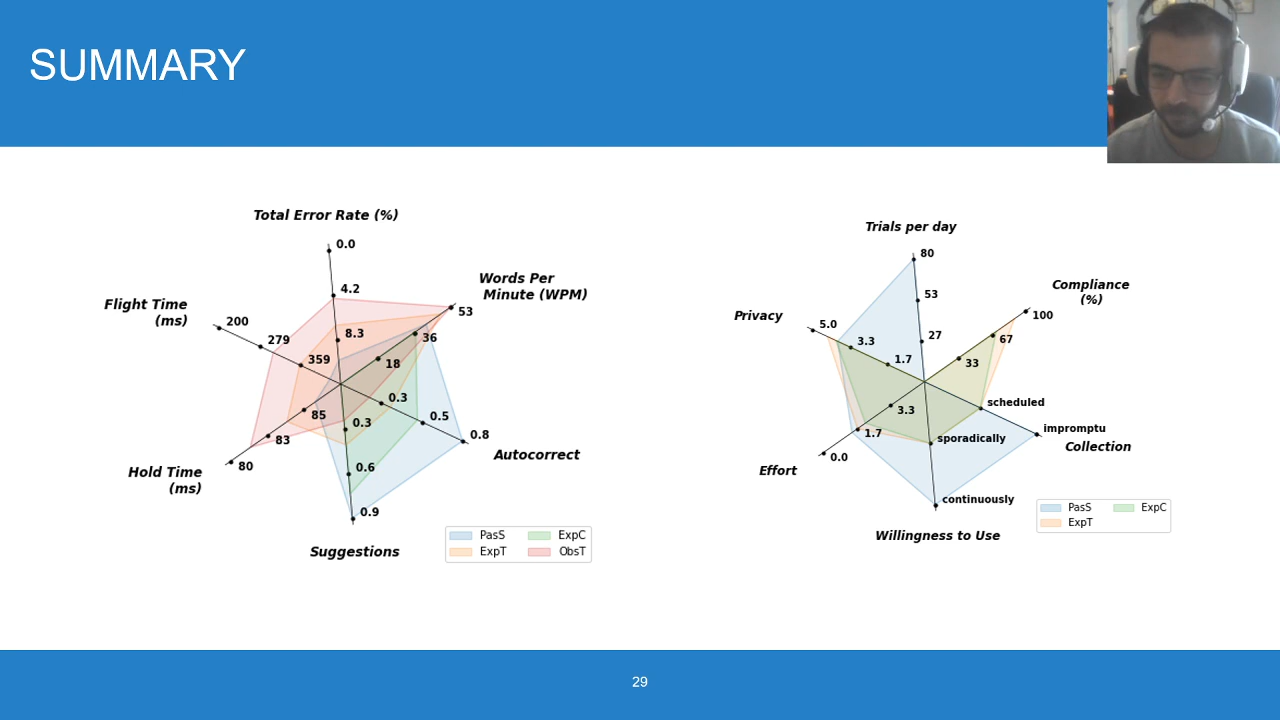 SUMMARY
Total Error Rate (%)
0.0
4.2
8.3
Words Per
Minute (WPM)
53
36
18
Flight Time
(ms)
200
279
359
0.3
0.5
0.8
Autocorrect
85
83
80
Hold Time
(ms)
0.3
0.6
0.9
Suggestions
PasS
ExpT
ExpC
ObsT
Trials per day
80
53
27
Compliance
(%)
100
67
33
Privacy
5.0
3.3
1.7
scheduled
impromptu
Collection
3.3
1.7
0.0
Effort
sporadically
continuously
Willingness to Use
PasS
ExpT
ExpC
29